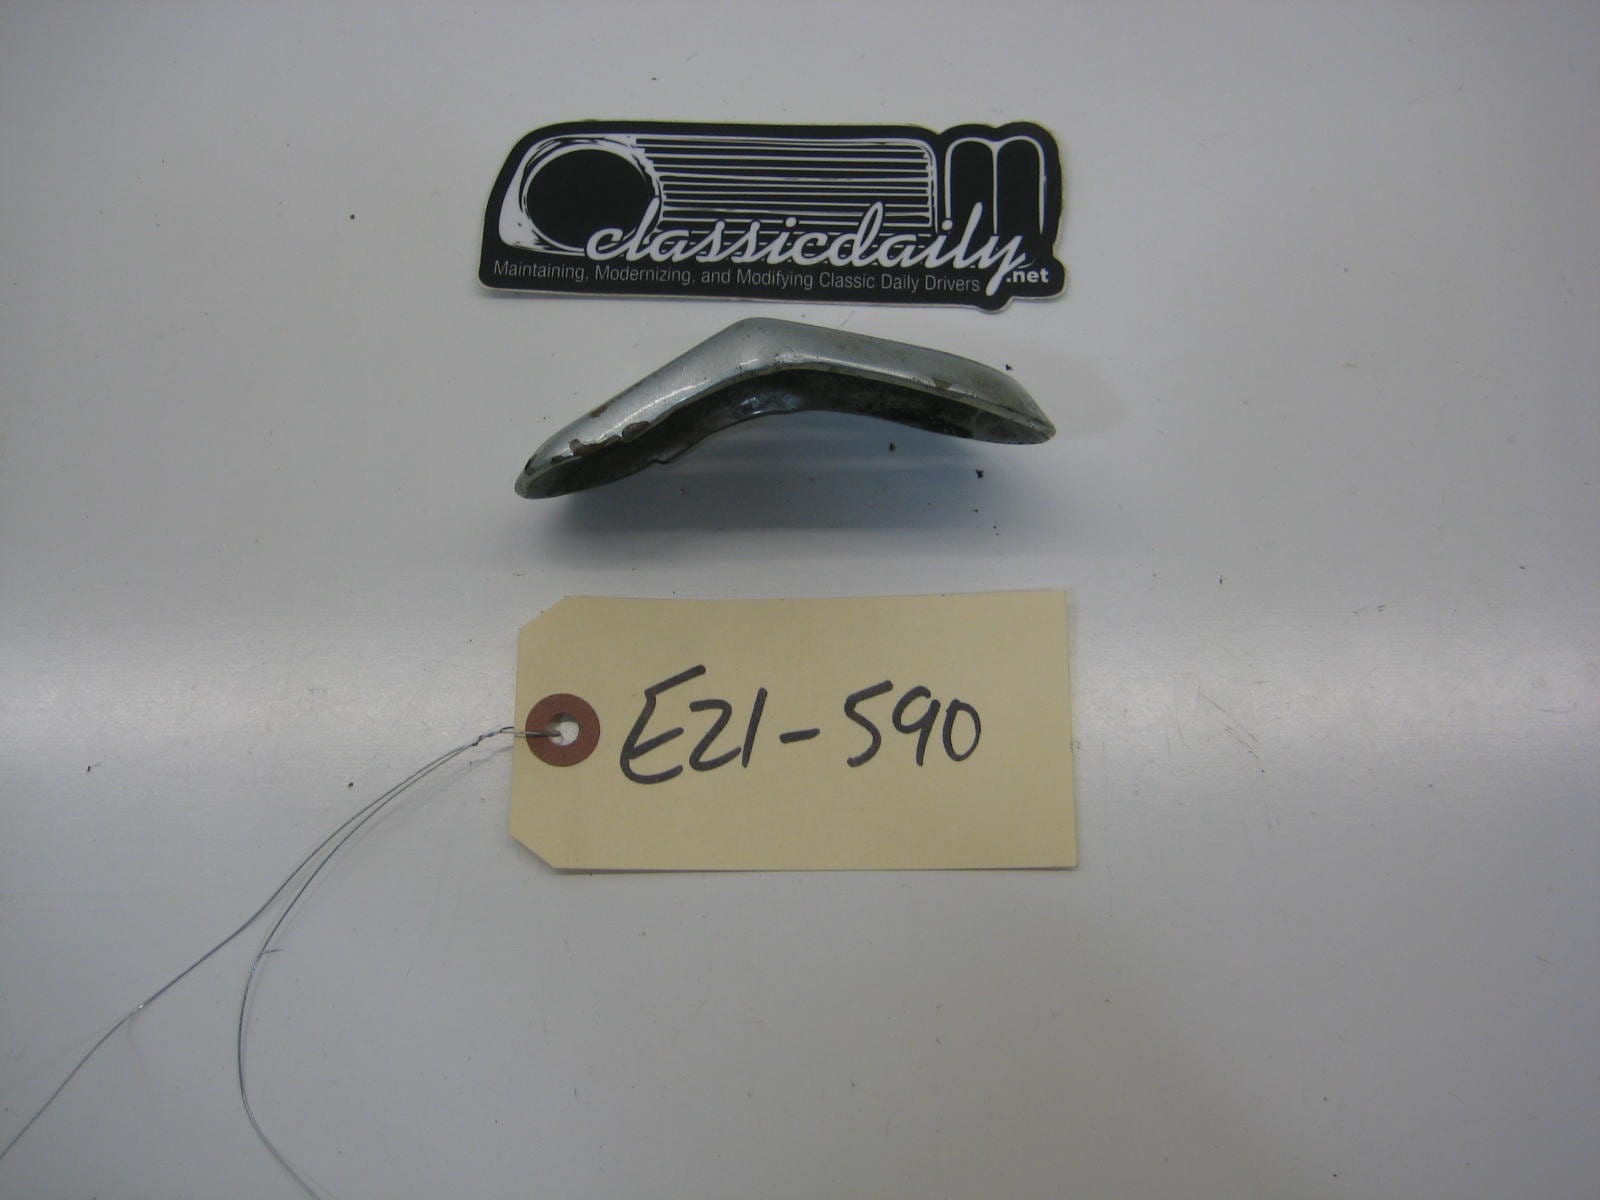 classicdaily.net
Maintaining, Modernizing, and Modifying Classic Daily Drivers
E21-590